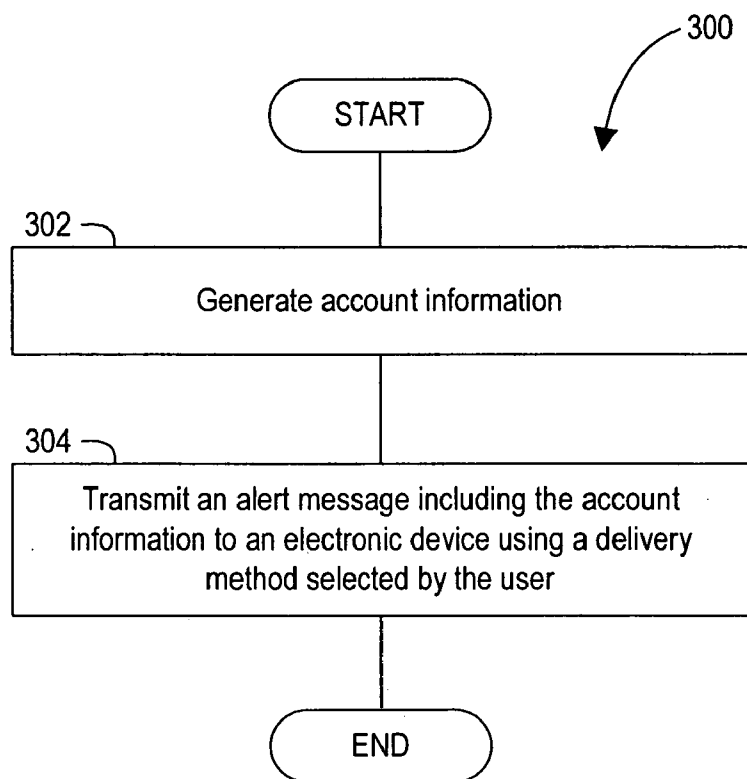 300
START
302
Generate account information
304
Transmit an alert message including the account
information to an electronic device using a delivery
method selected by the user
END